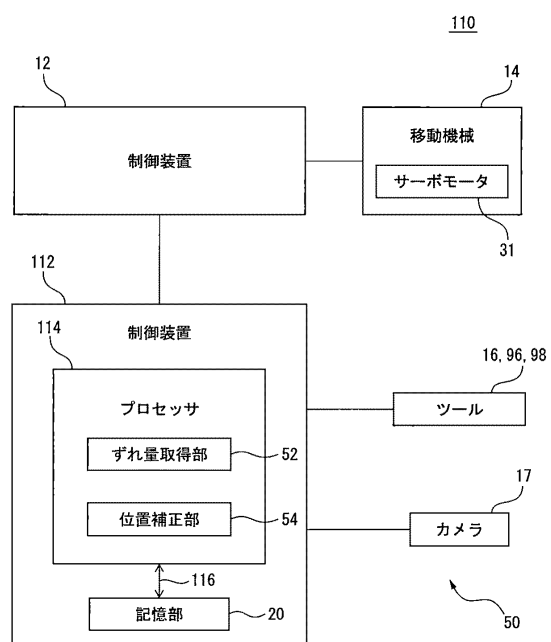 110
12
14
制御装置
移動機械
サーボモータ
31
112
制御装置
114
プロセッサ
16, 96, 98
ツール
ずれ量取得部
52
17
位置補正部
54
カメラ
116
記憶部
20
50